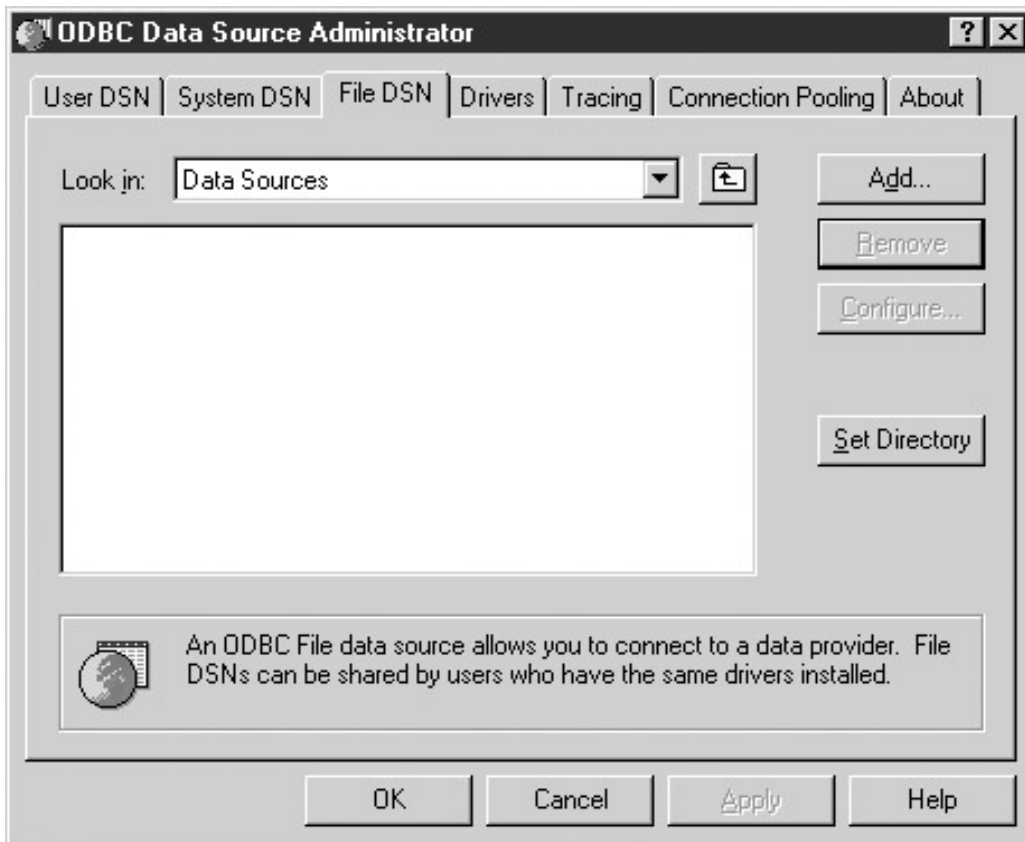 ODBC Data Source Administrator
User DSN System DSN File DSN Drivers Tracing Connection Pooling About
Look in: Data Sources Add...
Remove
Configure...
Set Directory
An ODBC File data source allows you to connect to a data provider. File
DSNs can be shared by users who have the same drivers installed.
OK Cancel Apply Help